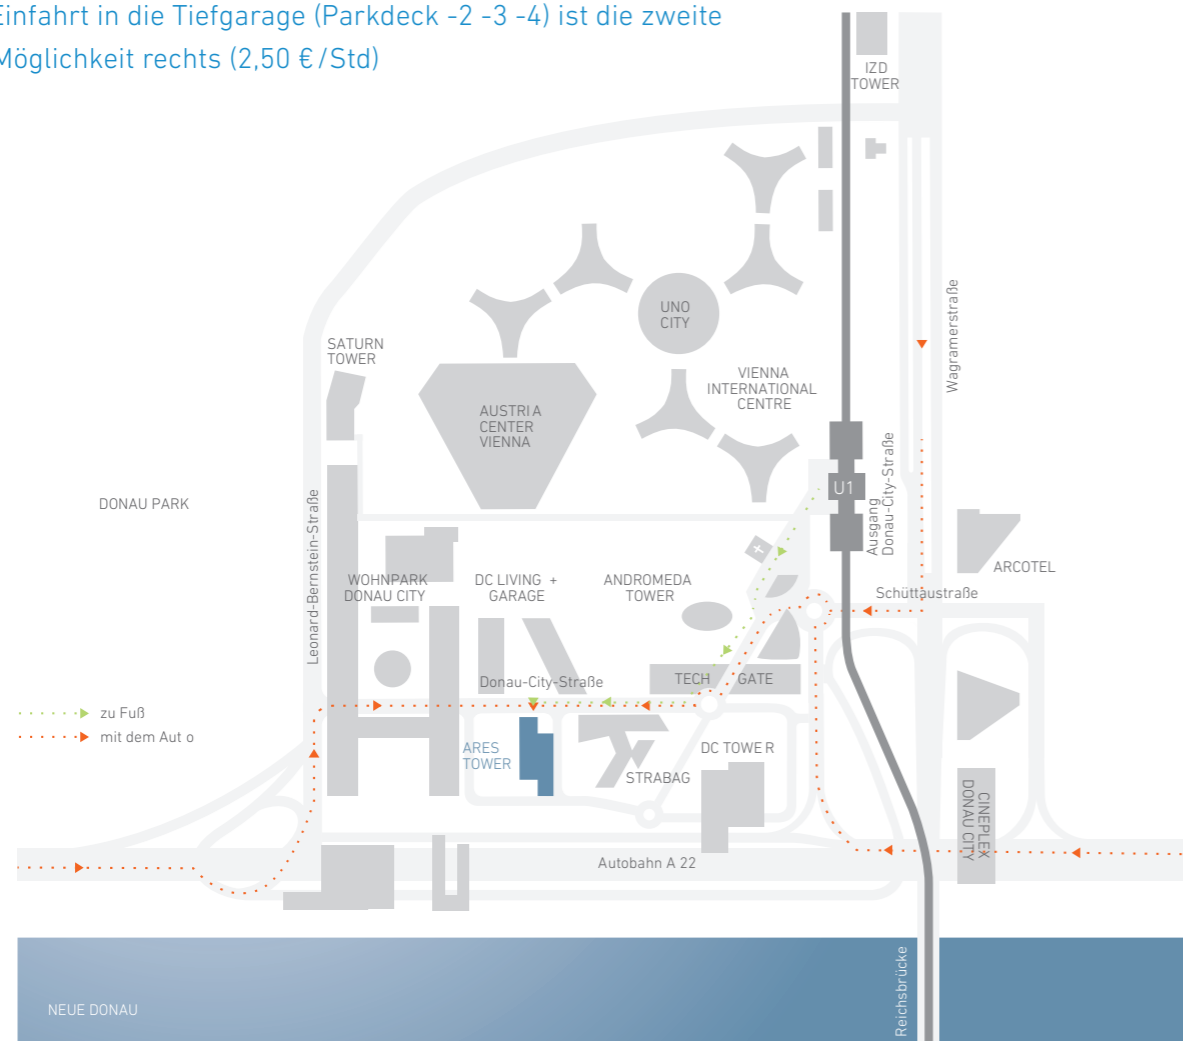 Einfahrt in die Tiefgarage (Parkdeck -2 -3 -4) ist die zweite
Möglichkeit rechts (2,50 €/Std)
IZD
TOWER
UNO
CITY
Wagramerstraße
SATURN
TOWER
VIENNA
INTERNATIONAL
CENTRE
AUSTRIA
CENTER
VIENNA
U1
Ausgang
Donau-City-Straße
DONAU PARK
Leonard-Bernstein-Straße
ARCOTEL
WOHNPARK
DONAU CITY
DC LIVING +
GARAGE
ANDROMEDA
TOWER
Schüttaustraße
Donau-City-Straße
TECH GATE
zu Fuß
mit dem Aut o
ARES
TOWER
DC TOWE R
STRABAG
CINEPLEX
DONAU CITY
Autobahn A 22
Reichsbrücke
NEUE DONAU